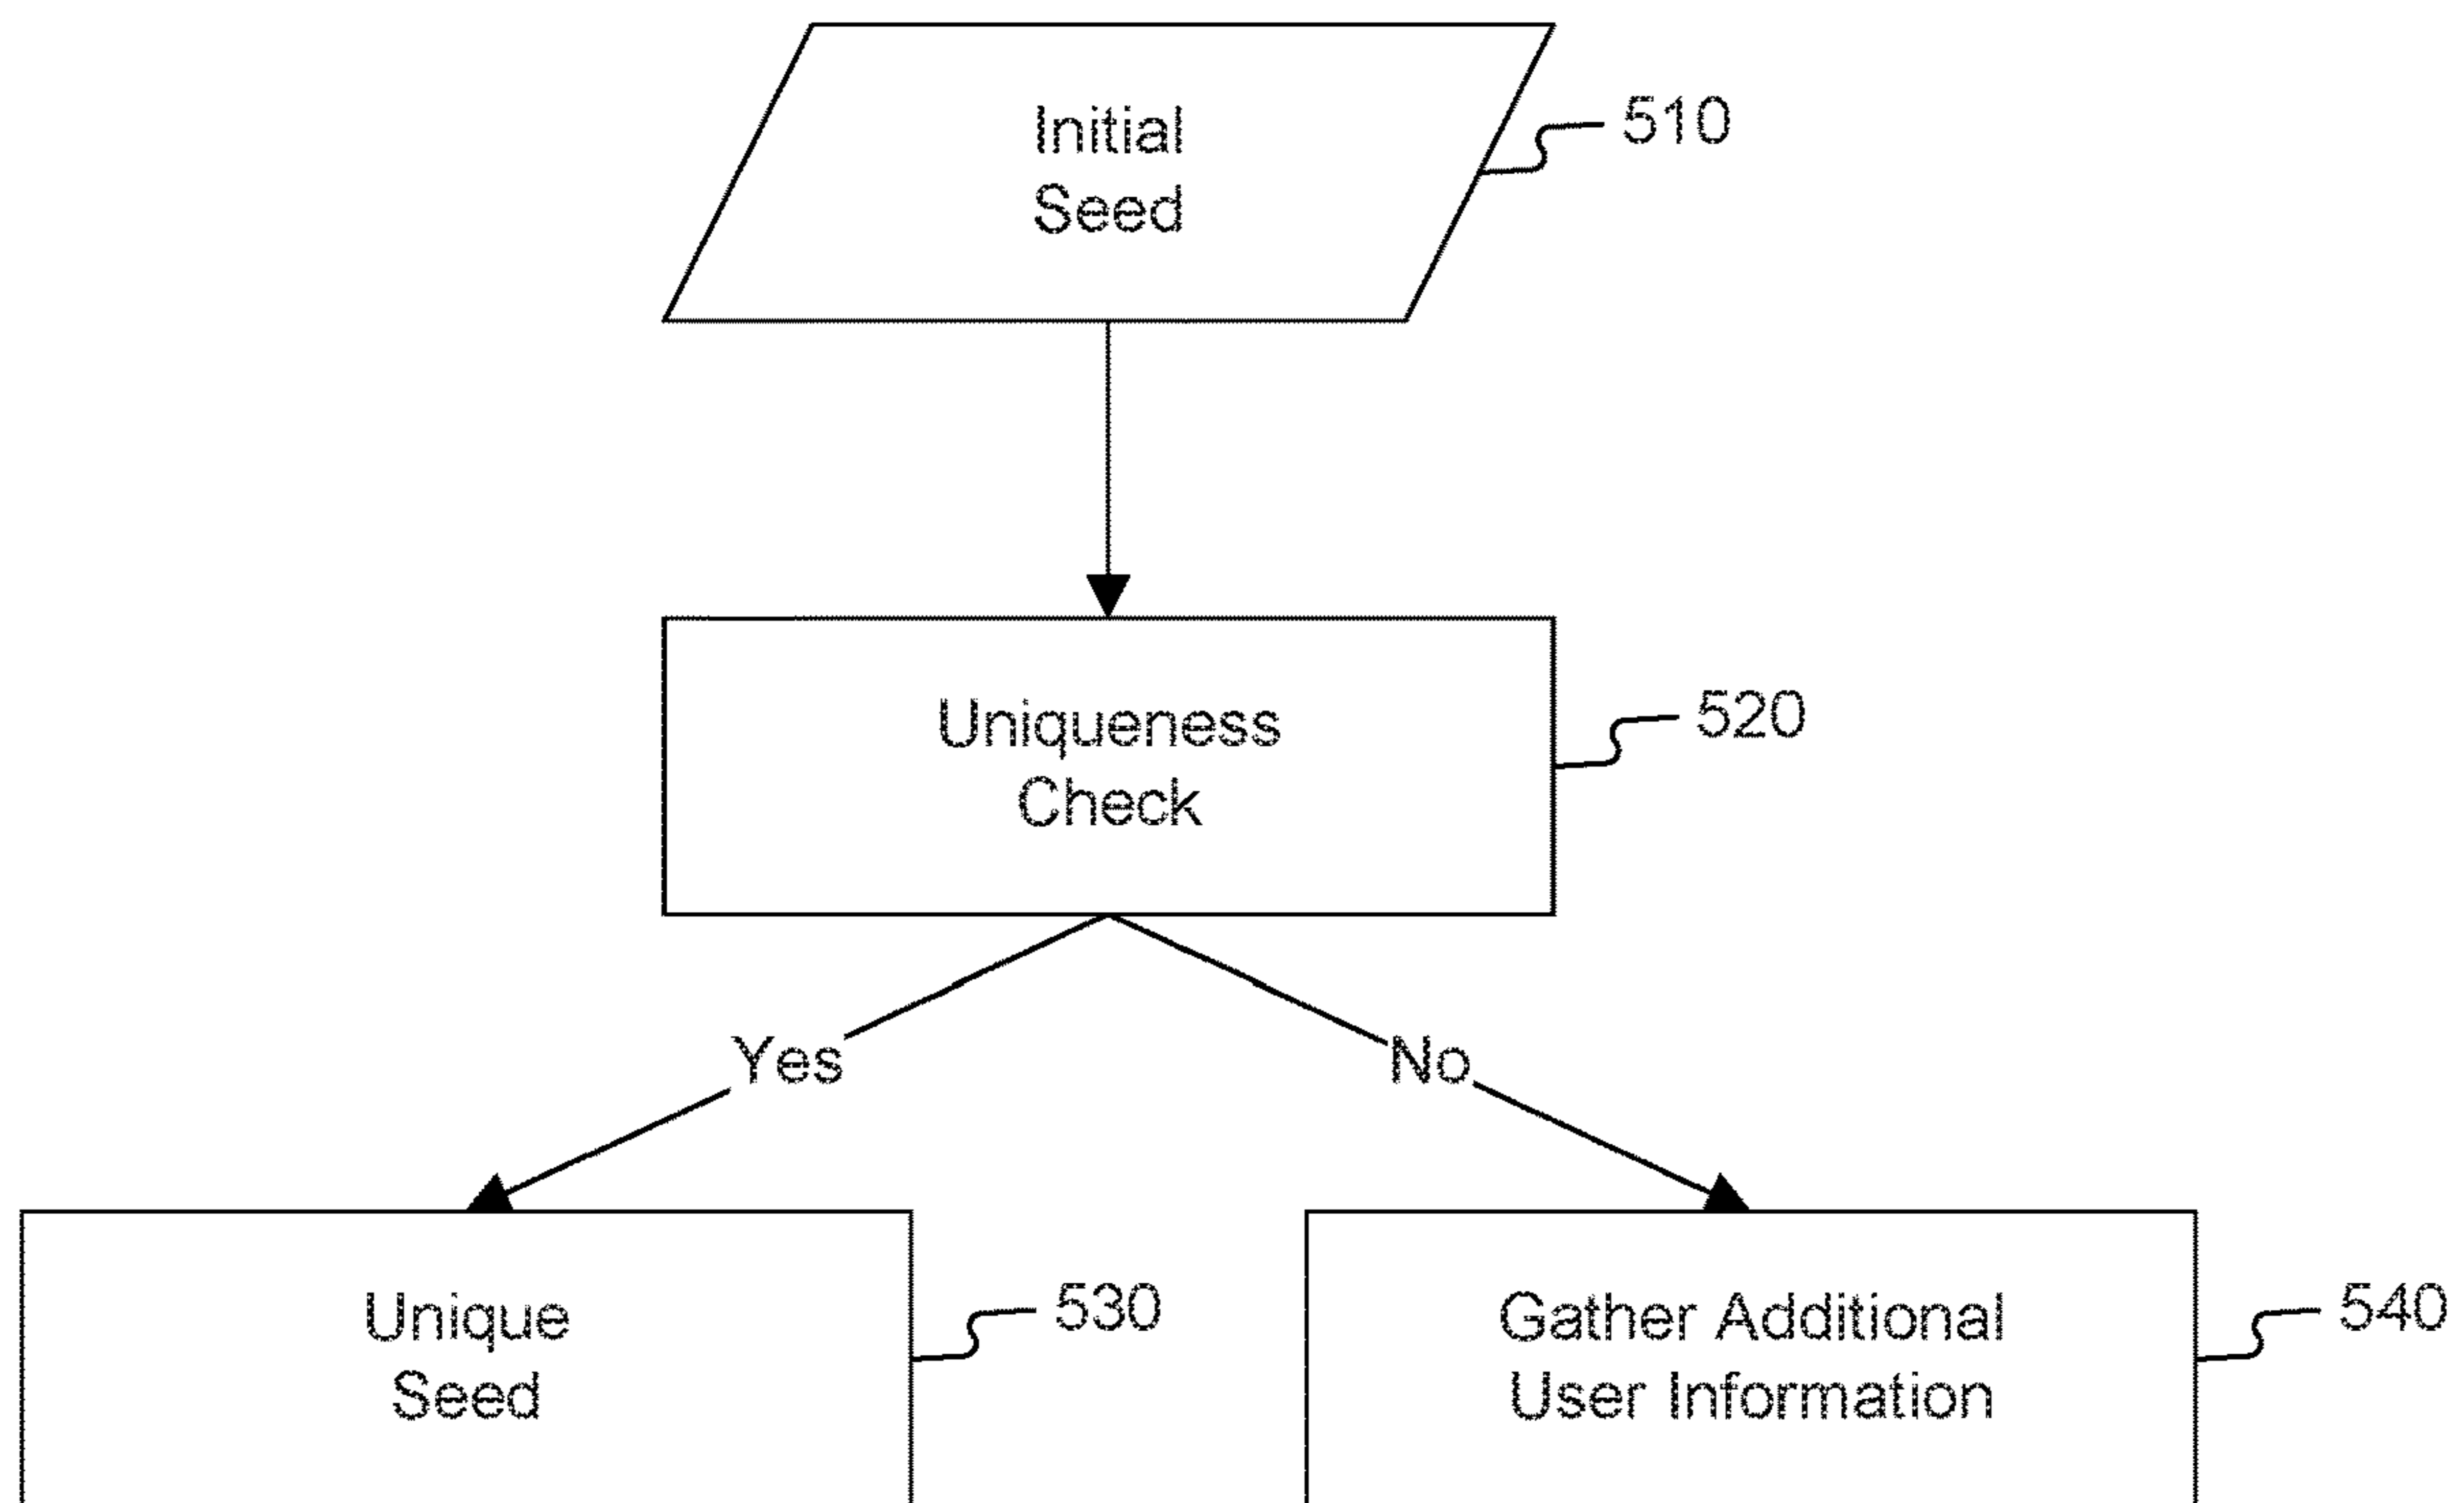 Initial
Seed
510
Uniqueness
Check
520
Yes
No
Unique
Seed
530
Gather Additional
User Information
540